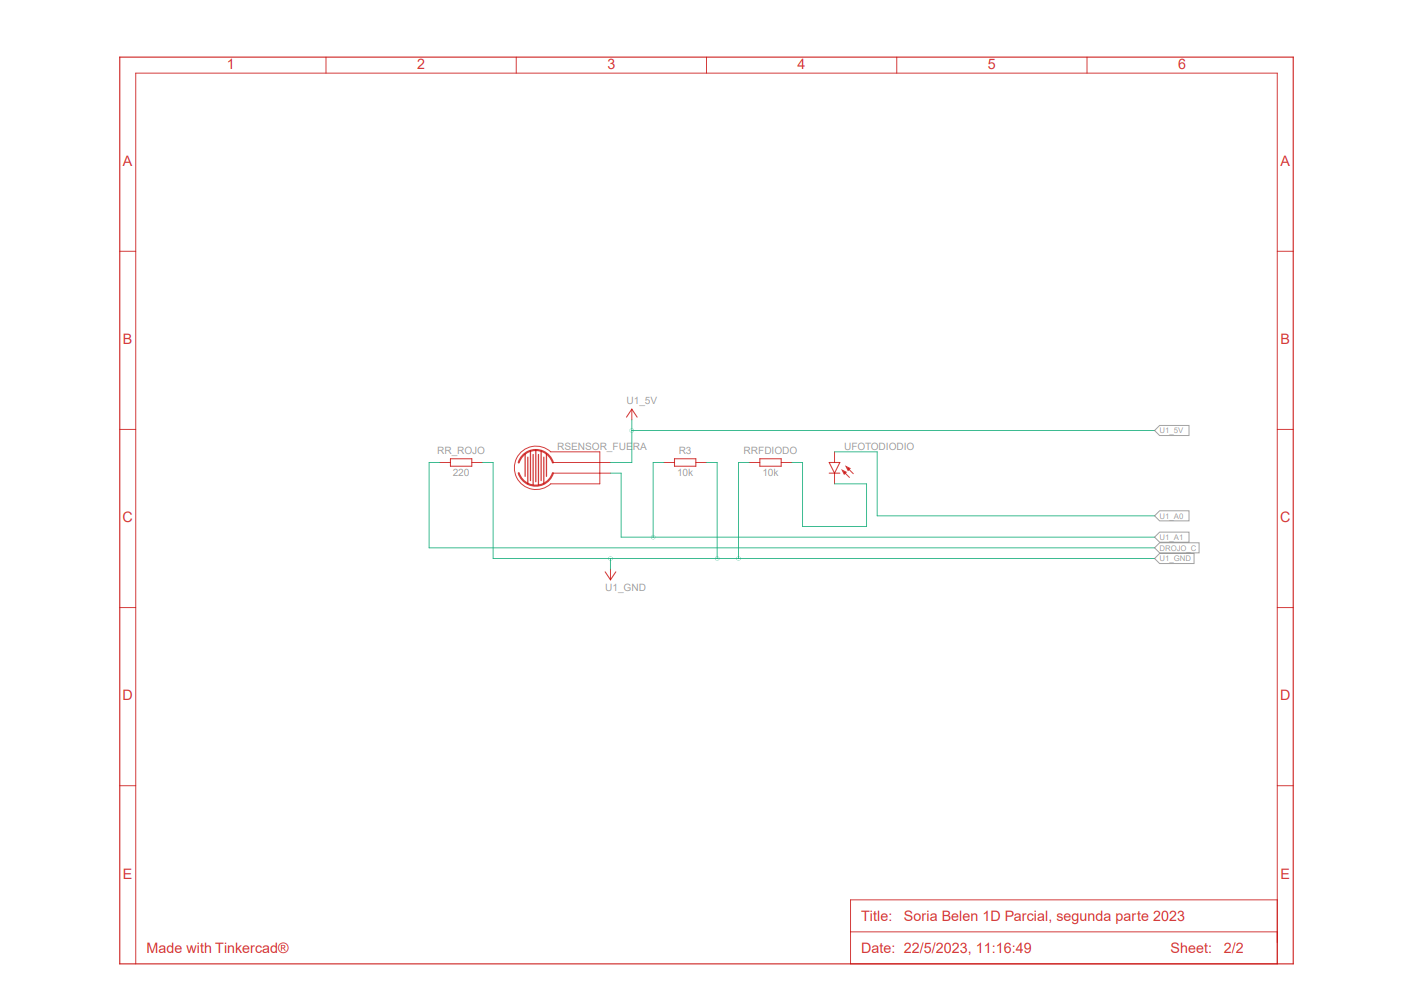 1 2 3 4 5 6
A A
B B
U1_5V
U1_5V
RR_ROJO RSENSOR_FUERA R3 RRFDIODO UFOTODIODIO
220 10k 10k
C C
U1_A0
U1_A1
DROJO_C
U1_GND
U1_GND
D D
E E
Title: Soria Belen 1D Parcial, segunda parte 2023
Made with Tinkercad® Date: 22/5/2023, 11:16:49 Sheet: 2/2